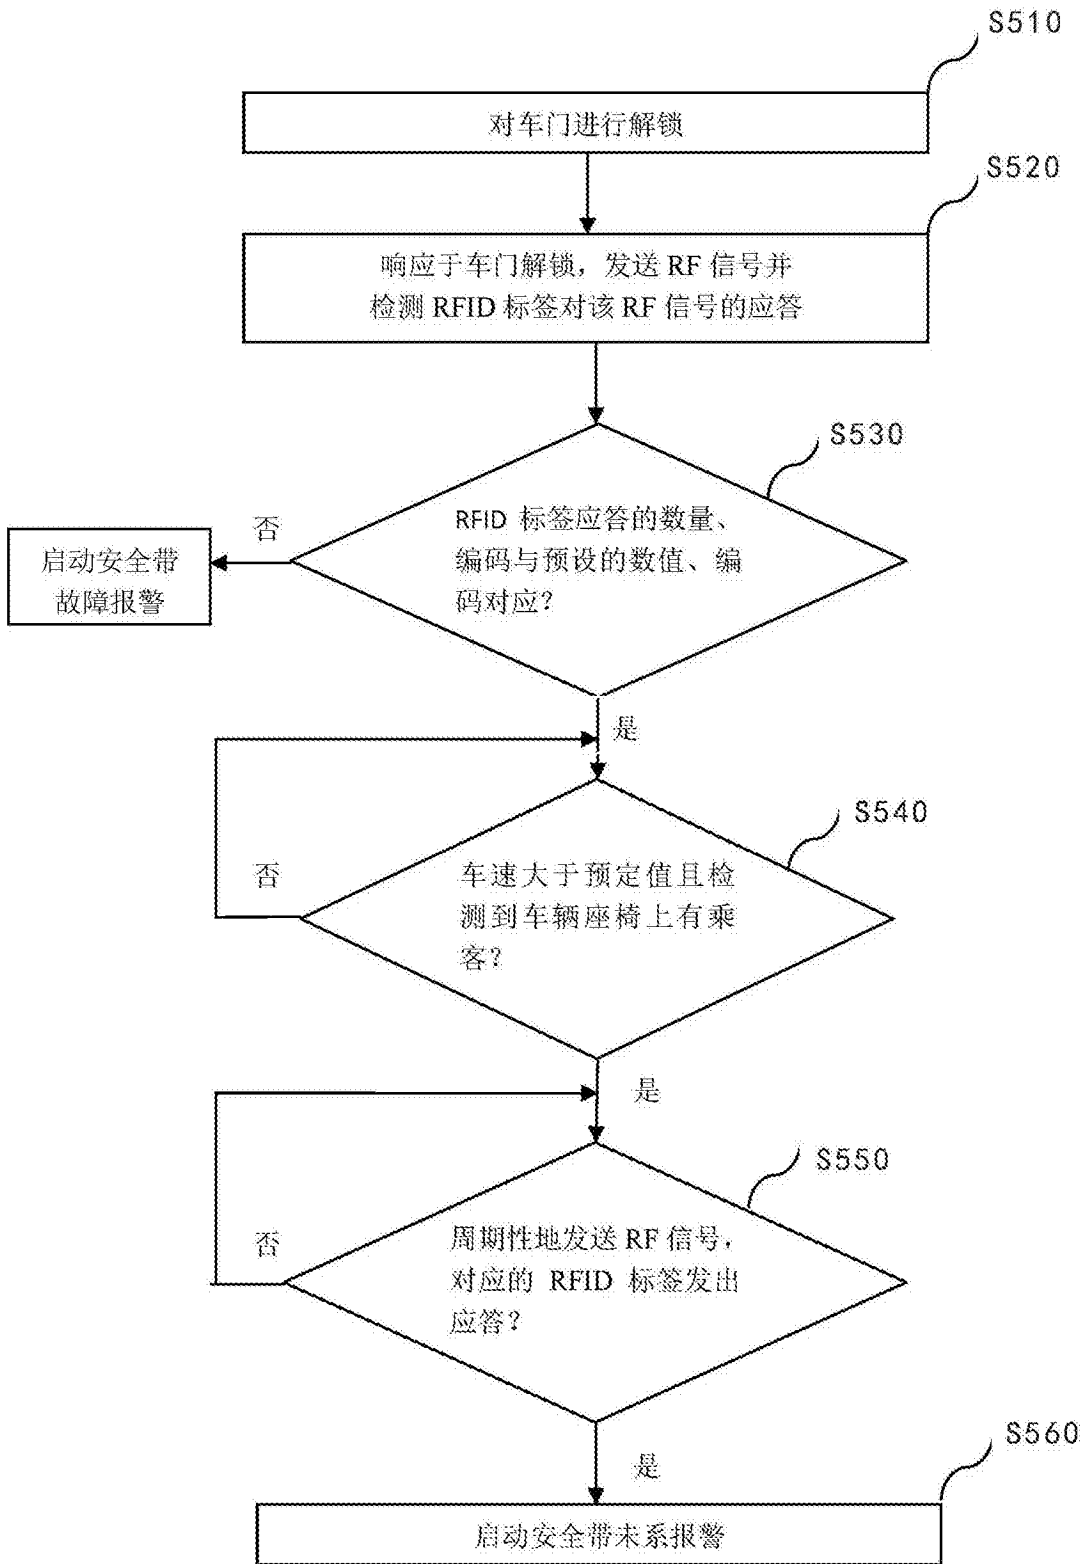 S510
对车门进行解锁
S520
响应于车门解锁，发送 RF 信号并
检测 RFID 标签对该 RF 信号的应答
S530
RFID 标签应答的数量、
编码与预设的数值、编
码对应？
否
启动安全带
故障报警
是
S540
车速大于预定值且检
测到车辆座椅上有乘
客？
否
是
S550
周期性地发送 RF 信号，
对应的 RFID 标签发出
应答？
否
是
S560
启动安全带未系报警